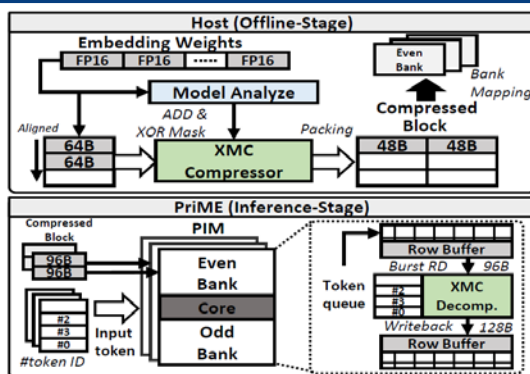 Host (Offline-Stage)
Embedding Weights
FP16 FP16 ..... FP16
Even Bank
Bank Mapping
Model Analyze
Aligned
ADD & XOR Mask
Packing
Compressed Block
64B
64B
XMC Compressor
48B 48B
PriME (Inference-Stage)
Compressed Block
96B
96B
PIM
Even Bank
Core
Odd Bank
#2
#3
#0
#token ID
Input token
Row Buffer
Burst RD 96B
Token queue
#2
#3
#0
XMC Decomp.
Writeback 128B
Row Buffer